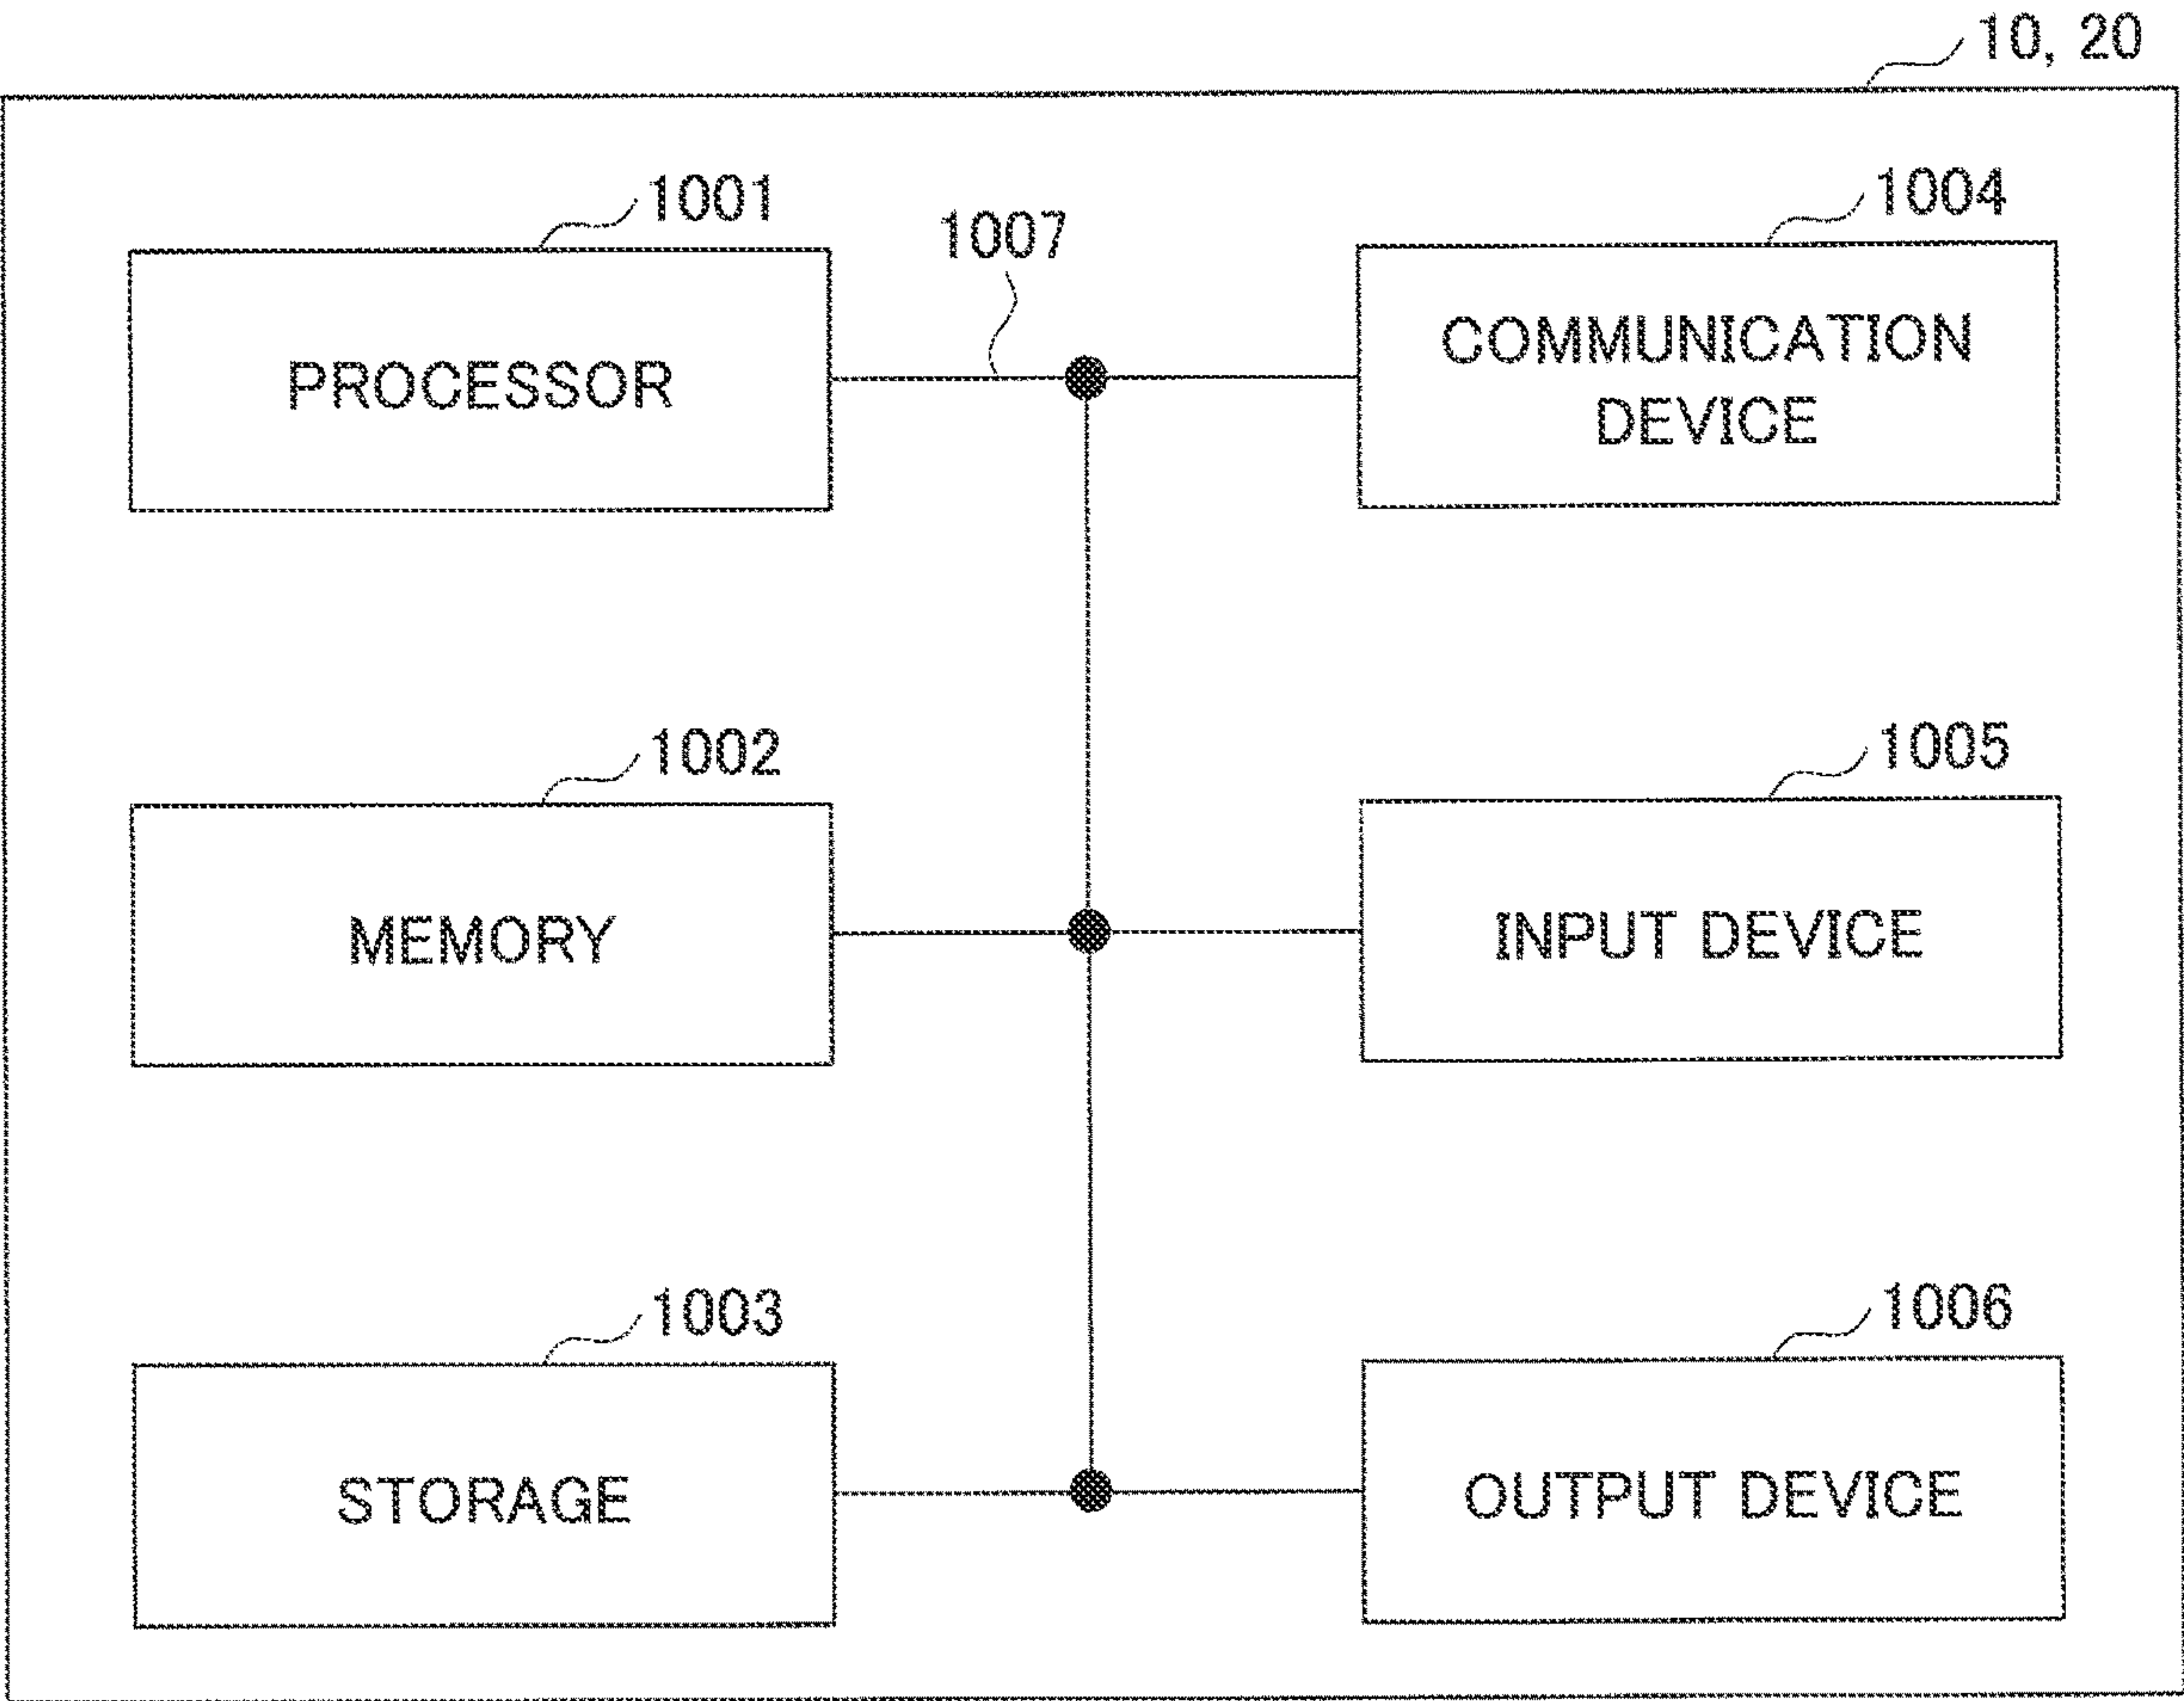 10, 20
1001
1007
1004
PROCESSOR
COMMUNICATION
DEVICE
1002
1005
MEMORY
INPUT DEVICE
1003
1006
STORAGE
OUTPUT DEVICE